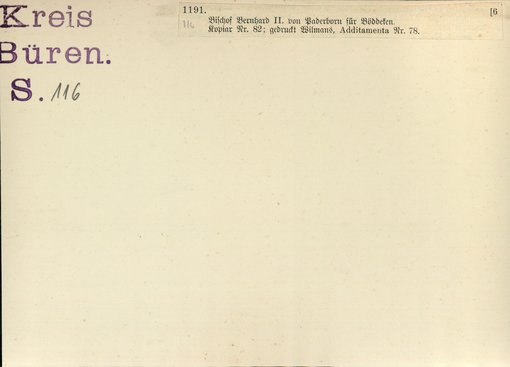 Kreis
Büren.
S. 116
1191. [6
116
Bischof Bernhard II. von Paderborn für Böddeken.
Kopiar Nr. 82; gedruckt Wilmans, Additamenta Nr. 78.